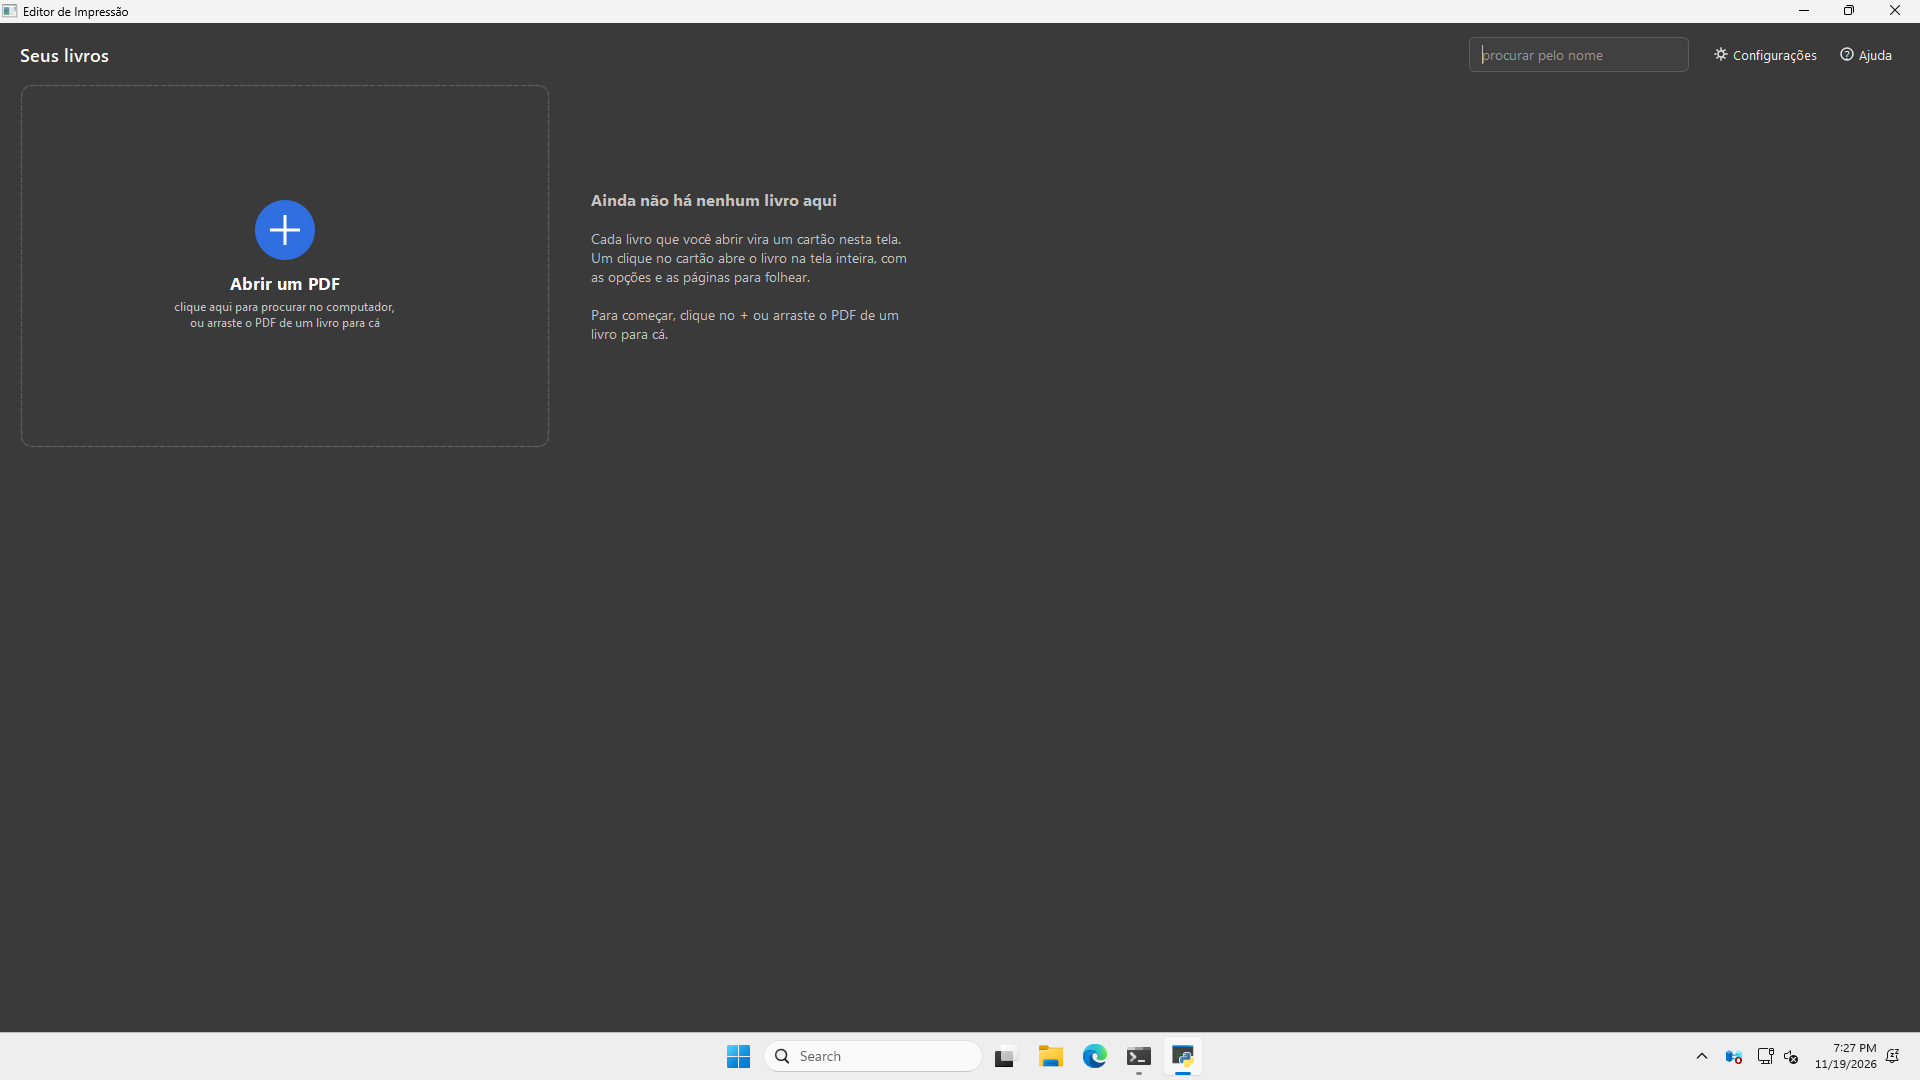 Editor de Impressão
Seus livros
procurar pelo nome
Configurações
Ajuda
Abrir um PDF
clique aqui para procurar no computador,
ou arraste o PDF de um livro para cá
Ainda não há nenhum livro aqui
Cada livro que você abrir vira um cartão nesta tela.
Um clique no cartão abre o livro na tela inteira, com
as opções e as páginas para folhear.
Para começar, clique no + ou arraste o PDF de um
livro para cá.
Search
7:27 PM
11/19/2026